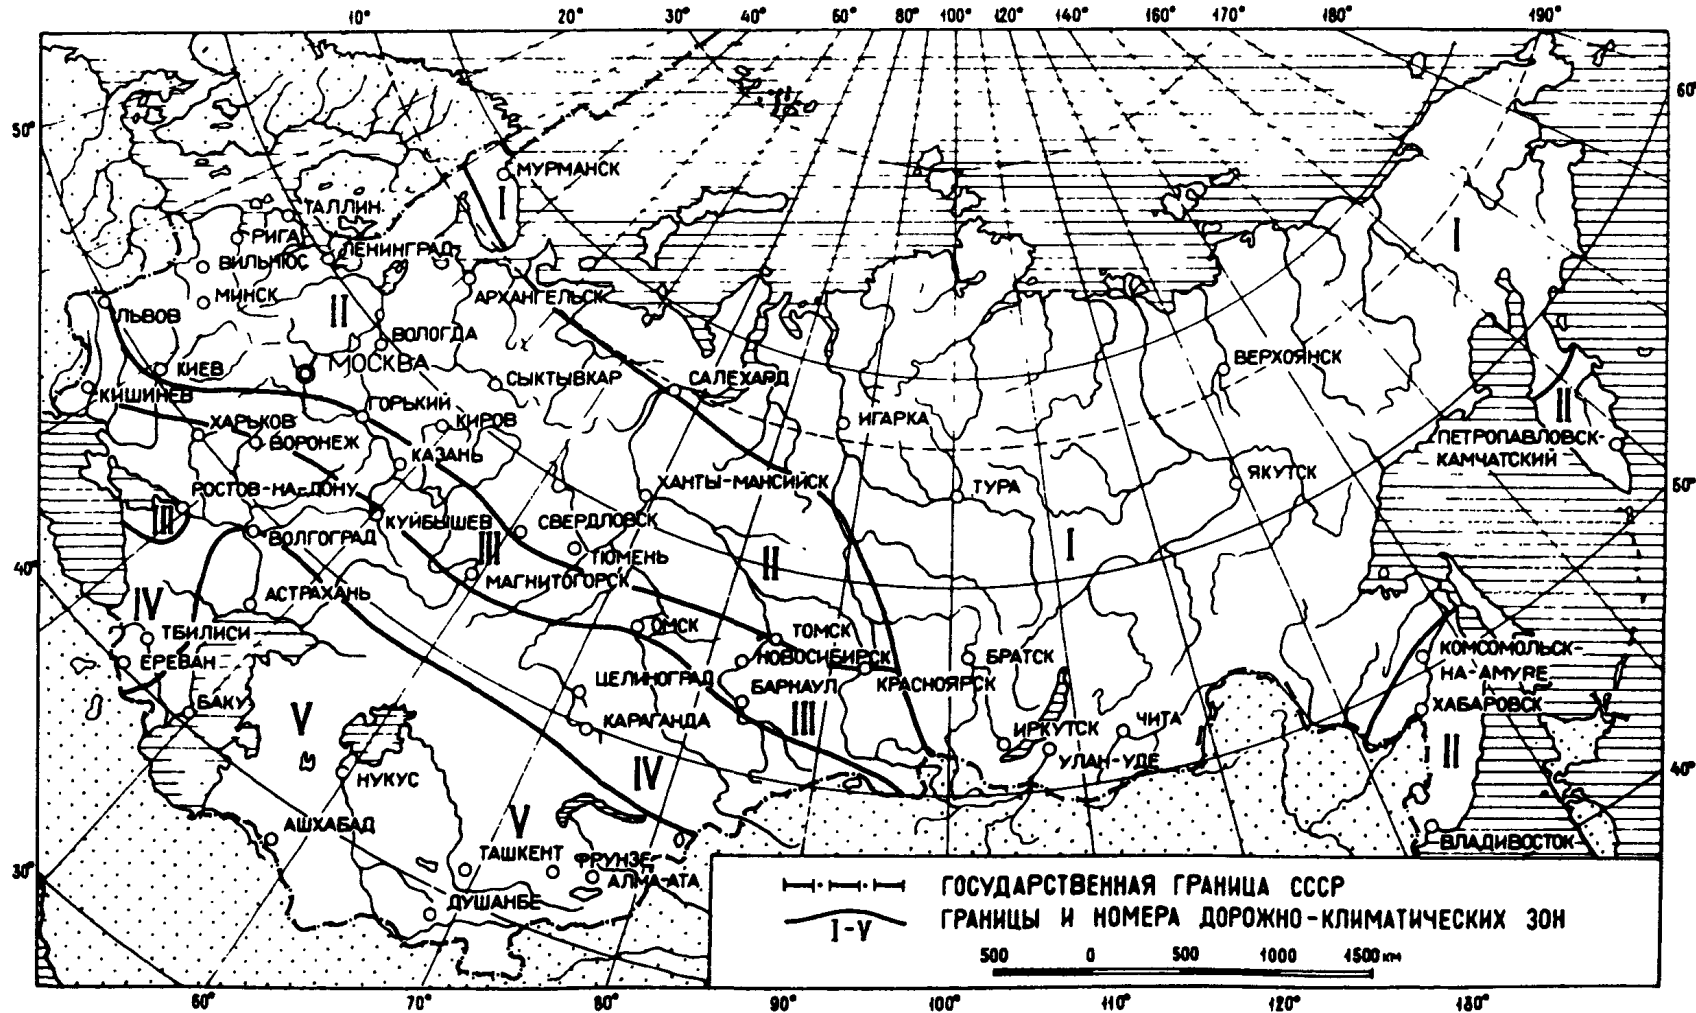 10° 20° 30° 40° 60° 80° 100° 120° 140° 160° 170° 180° 190°
60°
50°
МУРМАНСК
I
ТАЛЛИН
РИГА
ЛЕНИНГРАД
I
ВИЛЬНЮС
МИНСК
АРХАНГЕЛЬСК
ЛЬВОВ
II
ВОЛОГДА
МОСКВА
ВЕРХОЯНСК
КИЕВ
СЫКТЫВКАР
САЛЕХАРД
КИШИНЕВ
ГОРЬКИЙ
II
ХАРЬКОВ
КИРОВ
ИГАРКА
ВОРОНЕЖ
ПЕТРОПАВЛОВСК-
КАМЧАТСКИЙ
КАЗАНЬ
ЯКУТСК
ХАНТЫ-МАНСИЙСК
ТУРА
50°
РОСТОВ-НА-ДОНУ
III
КУЙБЫШЕВ
СВЕРДЛОВСК
ВОЛГОГРАД
III
ТЮМЕНЬ
I
II
40°
МАГНИТОГОРСК
АСТРАХАНЬ
IV
ТБИЛИСИ
ОМСК
ТОМСК
КОМСОМОЛЬСК-
НА-АМУРЕ
ЕРЕВАН
НОВОСИБИРСК
БРАТСК
ЦЕЛИНОГРАД
БАРНАУЛ
КРАСНОЯРСК
БАКУ
ХАБАРОВСК
V
КАРАГАНДА
III
ИРКУТСК
ЧИТА
УЛАН-УДЕ
II
НУКУС
IV
40°
АШХАБАД
V
ВЛАДИВОСТОК
ТАШКЕНТ
ФРУНЗЕ
АЛМА-АТА
30°
ДУШАНБЕ
ГОСУДАРСТВЕННАЯ ГРАНИЦА СССР
I-V ГРАНИЦЫ И НОМЕРА ДОРОЖНО-КЛИМАТИЧЕСКИХ ЗОН
500 0 500 1000 4500 км
60° 70° 80° 90° 100° 110° 120° 130°